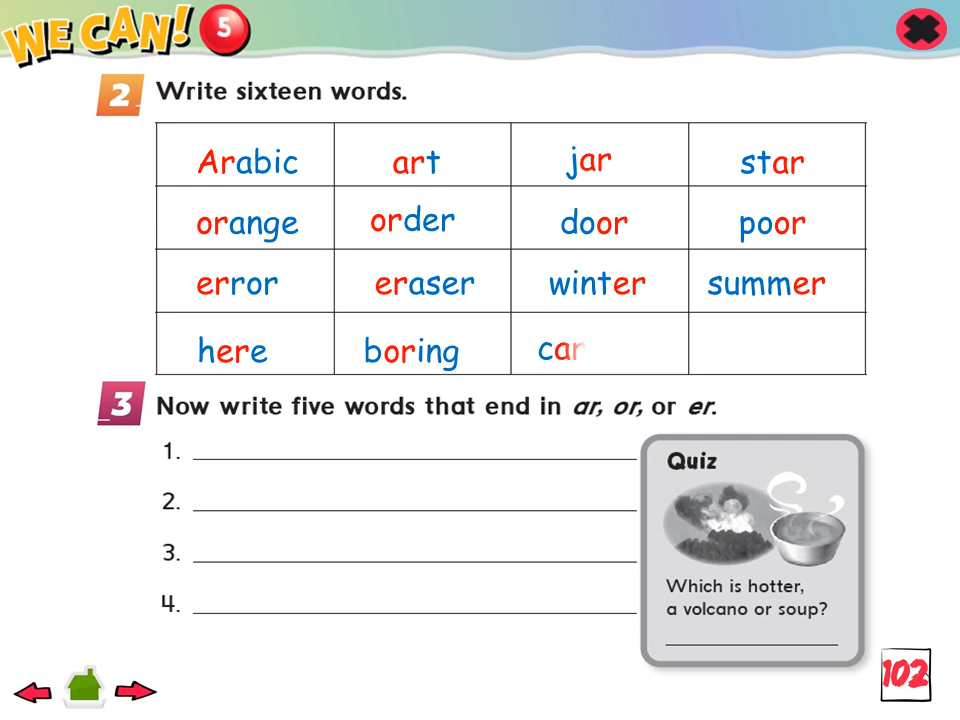 WE CAN! 5
2 Write sixteen words.
Arabic art jar star
orange order door poor
error eraser winter summer
here boring car
3 Now write five words that end in ar, or, or er.
1.
2.
3.
4.
Quiz
Which is hotter,
a volcano or soup?
102